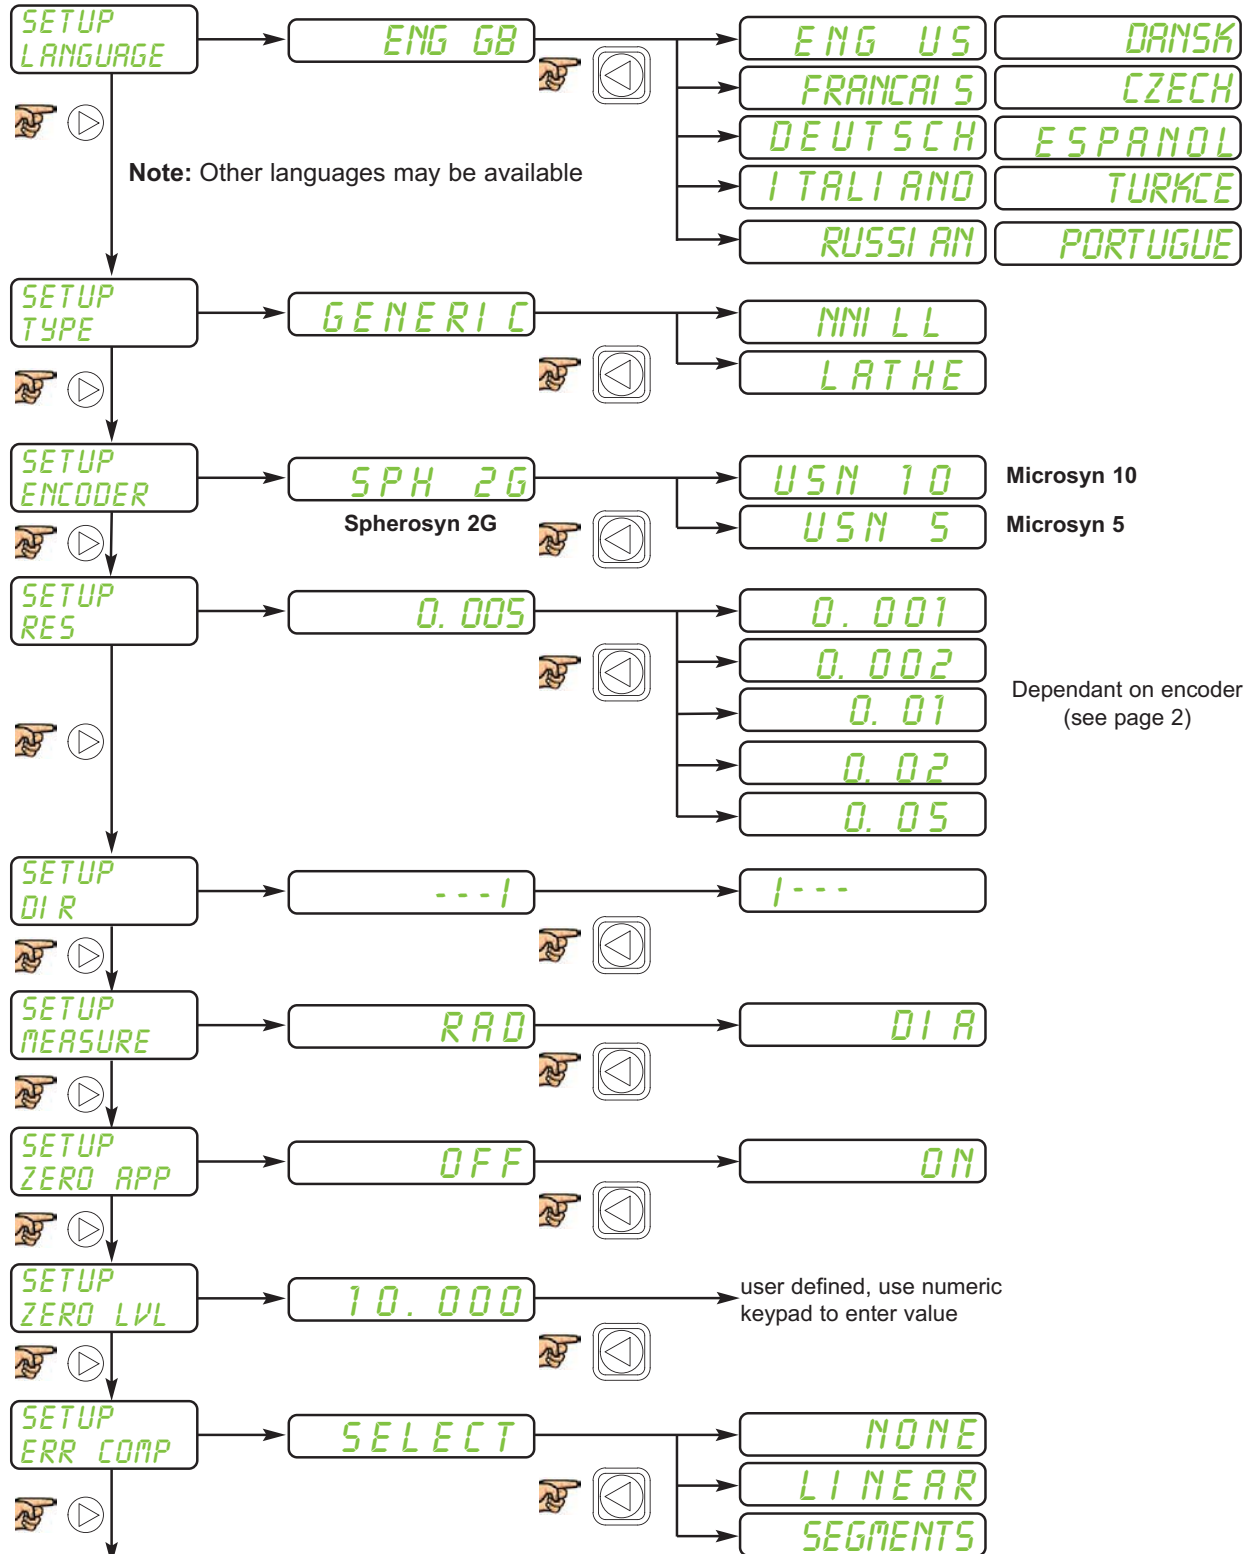 SETUP
LANGUAGE
ENG GB
ENG US
DANSK
FRANCAIS
CZECH
DEUTSCH
ESPANOL
ITALIANO
TURKCE
RUSSIAN
PORTUGUE
Note: Other languages may be available
SETUP
TYPE
GENERIC
MMILL
LATHE
SETUP
ENCODER
SPH 2G
Spherosyn 2G
USN 10
Microsyn 10
USN 5
Microsyn 5
SETUP
RES
0.005
0.001
0.002
0.01
0.02
0.05
Dependant on encoder
(see page 2)
SETUP
DIR
---I
I---
SETUP
MEASURE
RAD
DIA
SETUP
ZERO APP
OFF
ON
SETUP
ZERO LVL
10.000
user defined, use numeric
keypad to enter value
SETUP
ERR COMP
SELECT
NONE
LINEAR
SEGMENTS